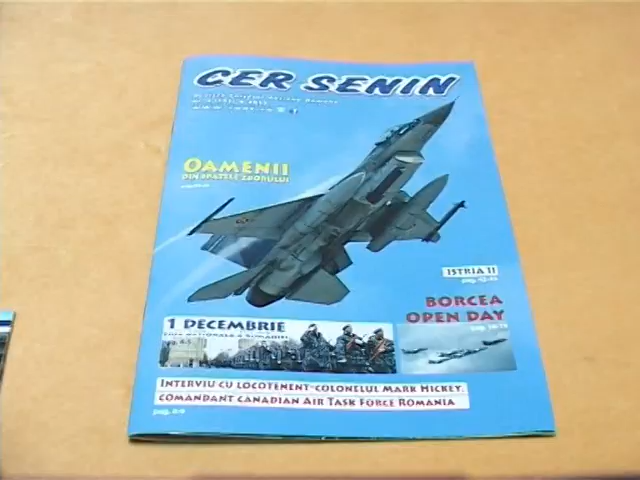 CER SENIN
OAMENII
DIN SPATELE ZBORULUI
ISTRIA II
BORCEA
OPEN DAY
1 DECEMBRIE
INTERVIU CU LOCOTENENT-COLONELUL MARK HICKEY,
COMANDANT CANADIAN AIR TASK FORCE ROMANIA